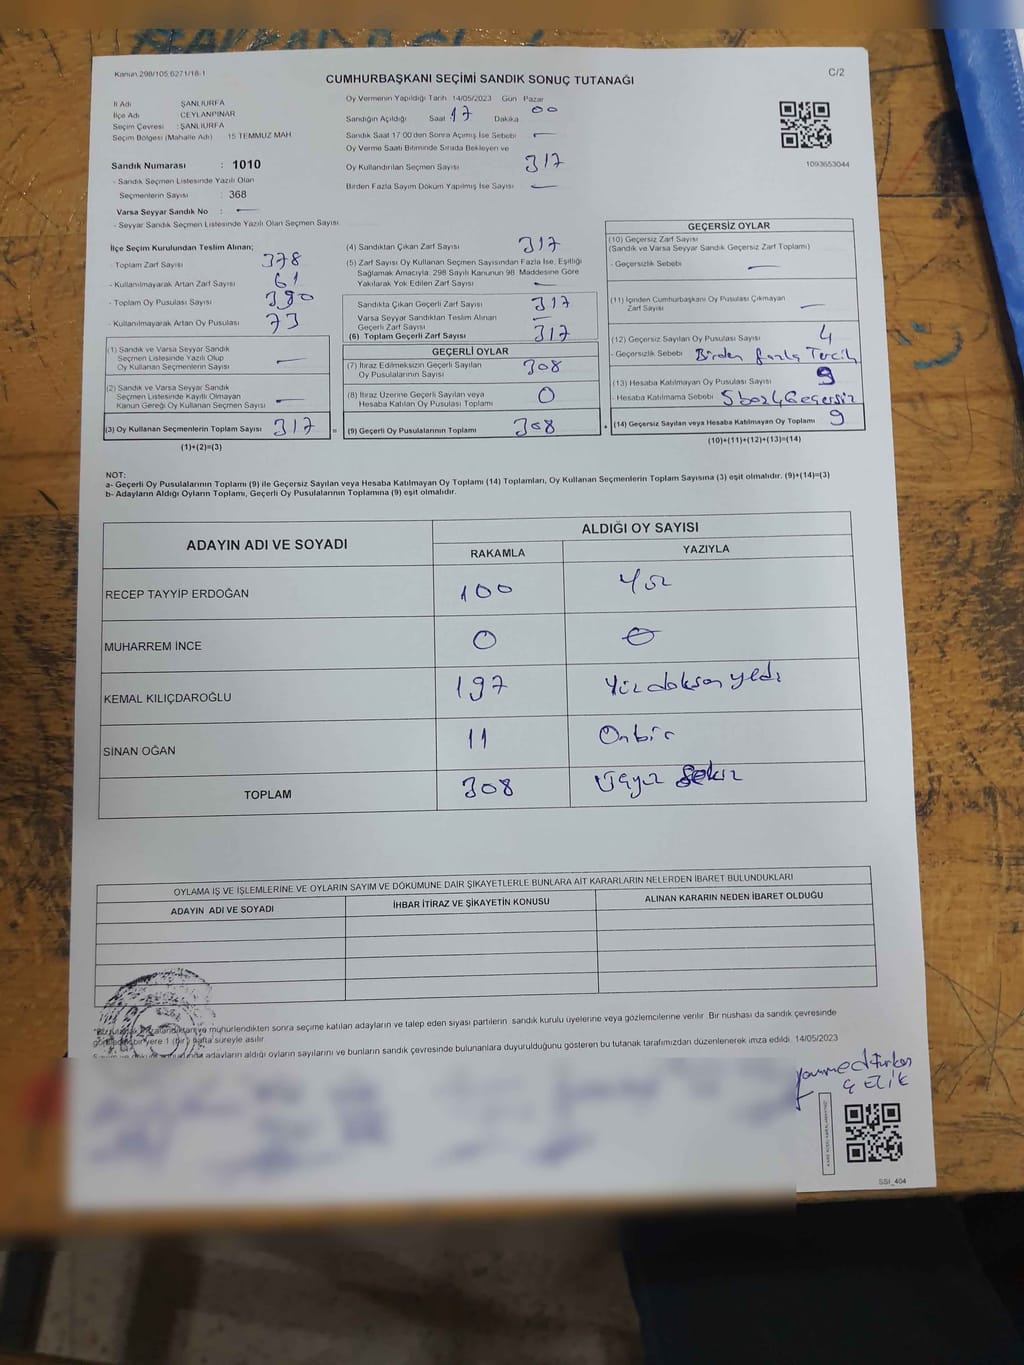 Kanun 298/105,6271/18-1
C/2
CUMHURBAŞKANI SEÇİMİ SANDIK SONUÇ TUTANAĞI
İl Adı ŞANLIURFA
İlçe Adı CEYLANPINAR
Seçim Çevresi : ŞANLIURFA
Seçim Bölgesi (Mahalle Adı) 15 TEMMUZ MAH
Sandık Numarası : 1010
- Sandık Seçmen Listesinde Yazılı Olan
Seçmenlerin Sayısı : 368
Varsa Seyyar Sandık No : —
- Seyyar Sandık Seçmen Listesinde Yazılı Olan Seçmen Sayısı
Oy Vermenin Yapıldığı Tarih 14/05/2023 Gün Pazar
Sandığın Açıldığı Saat 17 Dakika 00
Sandık Saat 17 00'den Sonra Açılmış İse Sebebi —
Oy Verme Saati Bitiminde Sırada Bekleyen ve
Oy Kullandırılan Seçmen Sayısı 317
Birden Fazla Sayım Döküm Yapılmış İse Sayısı —
1093653044
İlçe Seçim Kurulundan Teslim Alınan;
- Toplam Zarf Sayısı 378
- Kullanılmayarak Artan Zarf Sayısı 61
- Toplam Oy Pusulası Sayısı 390
- Kullanılmayarak Artan Oy Pusulası 73
(1) Sandık ve Varsa Seyyar Sandık
Seçmen Listesinde Yazılı Olup
Oy Kullanan Seçmenlerin Sayısı —
(2) Sandık ve Varsa Seyyar Sandık
Seçmen Listesinde Kayıtlı Olmayan
Kanun Gereği Oy Kullanan Seçmen Sayısı —
(3) Oy Kullanan Seçmenlerin Toplam Sayısı 317
(1)+(2)=(3)
(4) Sandıktan Çıkan Zarf Sayısı 317
(5) Zarf Sayısı Oy Kullanan Seçmen Sayısından Fazla İse, Eşitliği
Sağlamak Amacıyla, 298 Sayılı Kanunun 98. Maddesine Göre
Yakılarak Yok Edilen Zarf Sayısı —
Sandıkta Çıkan Geçerli Zarf Sayısı 317
Varsa Seyyar Sandıktan Teslim Alınan
Geçerli Zarf Sayısı —
(6) Toplam Geçerli Zarf Sayısı 317
GEÇERLİ OYLAR
(7) İtiraz Edilmeksizin Geçerli Sayılan
Oy Pusulalarının Sayısı 308
(8) İtiraz Üzerine Geçerli Sayılan veya
Hesaba Katılan Oy Pusulası Toplamı 0
= (9) Geçerli Oy Pusulalarının Toplamı 308
GEÇERSİZ OYLAR
(10) Geçersiz Zarf Sayısı
(Sandık ve Varsa Seyyar Sandık Geçersiz Zarf Toplamı)
- Geçersizlik Sebebi —
(11) İçinden Cumhurbaşkanı Oy Pusulası Çıkmayan
Zarf Sayısı —
(12) Geçersiz Sayılan Oy Pusulası Sayısı 4
- Geçersizlik Sebebi Birden fazla Tercih
(13) Hesaba Katılmayan Oy Pusulası Sayısı 9
- Hesaba Katılmama Sebebi 5 boz 4 Geçersiz
+ (14) Geçersiz Sayılan veya Hesaba Katılmayan Oy Toplamı 9
(10)+(11)+(12)+(13)=(14)
NOT:
a- Geçerli Oy Pusulalarının Toplamı (9) ile Geçersiz Sayılan veya Hesaba Katılmayan Oy Toplamı (14) Toplamları, Oy Kullanan Seçmenlerin Toplam Sayısına (3) eşit olmalıdır. (9)+(14)=(3)
b- Adayların Aldığı Oyların Toplamı, Geçerli Oy Pusulalarının Toplamına (9) eşit olmalıdır.
ADAYIN ADI VE SOYADI ALDIĞI OY SAYISI
RAKAMLA YAZIYLA
RECEP TAYYİP ERDOĞAN 100 Yüz
MUHARREM İNCE 0 0
KEMAL KILIÇDAROĞLU 197 Yüz doksan yedi
SİNAN OĞAN 11 Onbir
TOPLAM 308 Üçyüz Sekiz
OYLAMA İŞ VE İŞLEMLERİNE VE OYLARIN SAYIM VE DÖKÜMÜNE DAİR ŞİKAYETLERLE BUNLARA AİT KARARLARIN NELERDEN İBARET BULUNDUKLARI
ADAYIN ADI VE SOYADI İHBAR İTİRAZ VE ŞİKAYETİN KONUSU ALINAN KARARIN NEDEN İBARET OLDUĞU
mühürlendikten sonra seçime katılan adayların ve talep eden siyasi partilerin sandık kurulu üyelerine veya gözlemcilerine verilir. Bir nüshası da sandık çevresinde
bir yere 1 (bir) hafta süreyle asılır
adayların aldığı oyların sayılarını ve bunların sandık çevresinde bulunanlara duyurulduğunu gösteren bu tutanak tarafımızdan düzenlenerek imza edildi. 14/05/2023
Furkan
ÇELİK
SSI_404